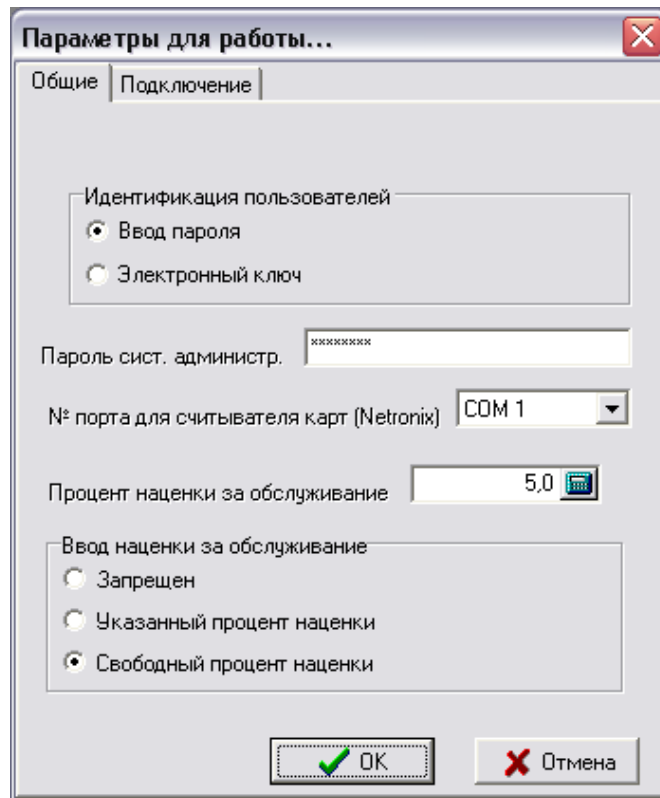 Параметры для работы...
Общие Подключение
Идентификация пользователей
Ввод пароля
Электронный ключ
Пароль сист. администр. ********
№ порта для считывателя карт (Netronix) COM 1
Процент наценки за обслуживание 5,0
Ввод наценки за обслуживание
Запрещен
Указанный процент наценки
Свободный процент наценки
OK Отмена